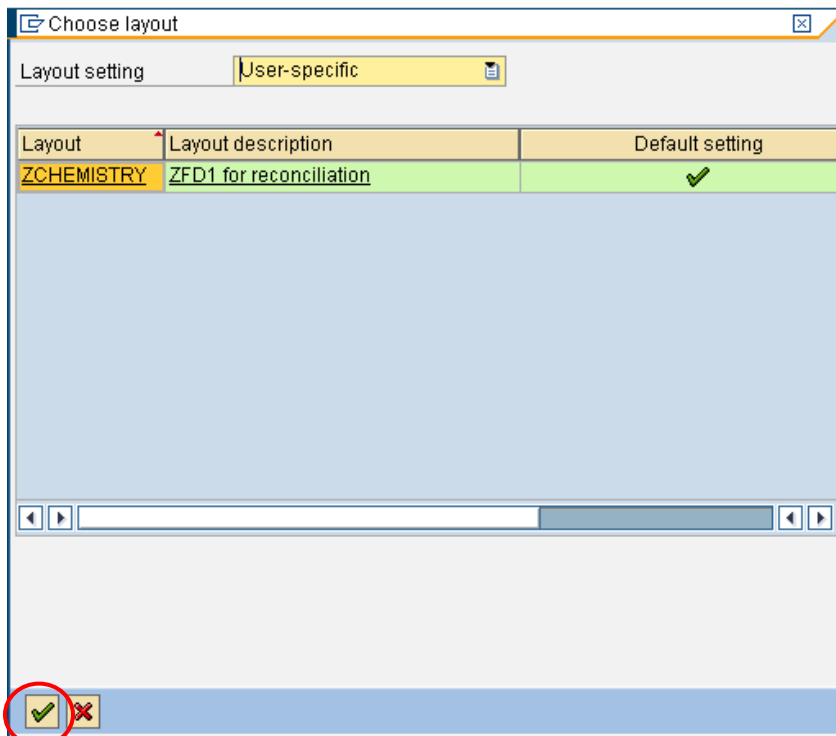 Choose layout
Layout setting User-specific
Layout Layout description Default setting
ZCHEMISTRY ZFD1 for reconciliation